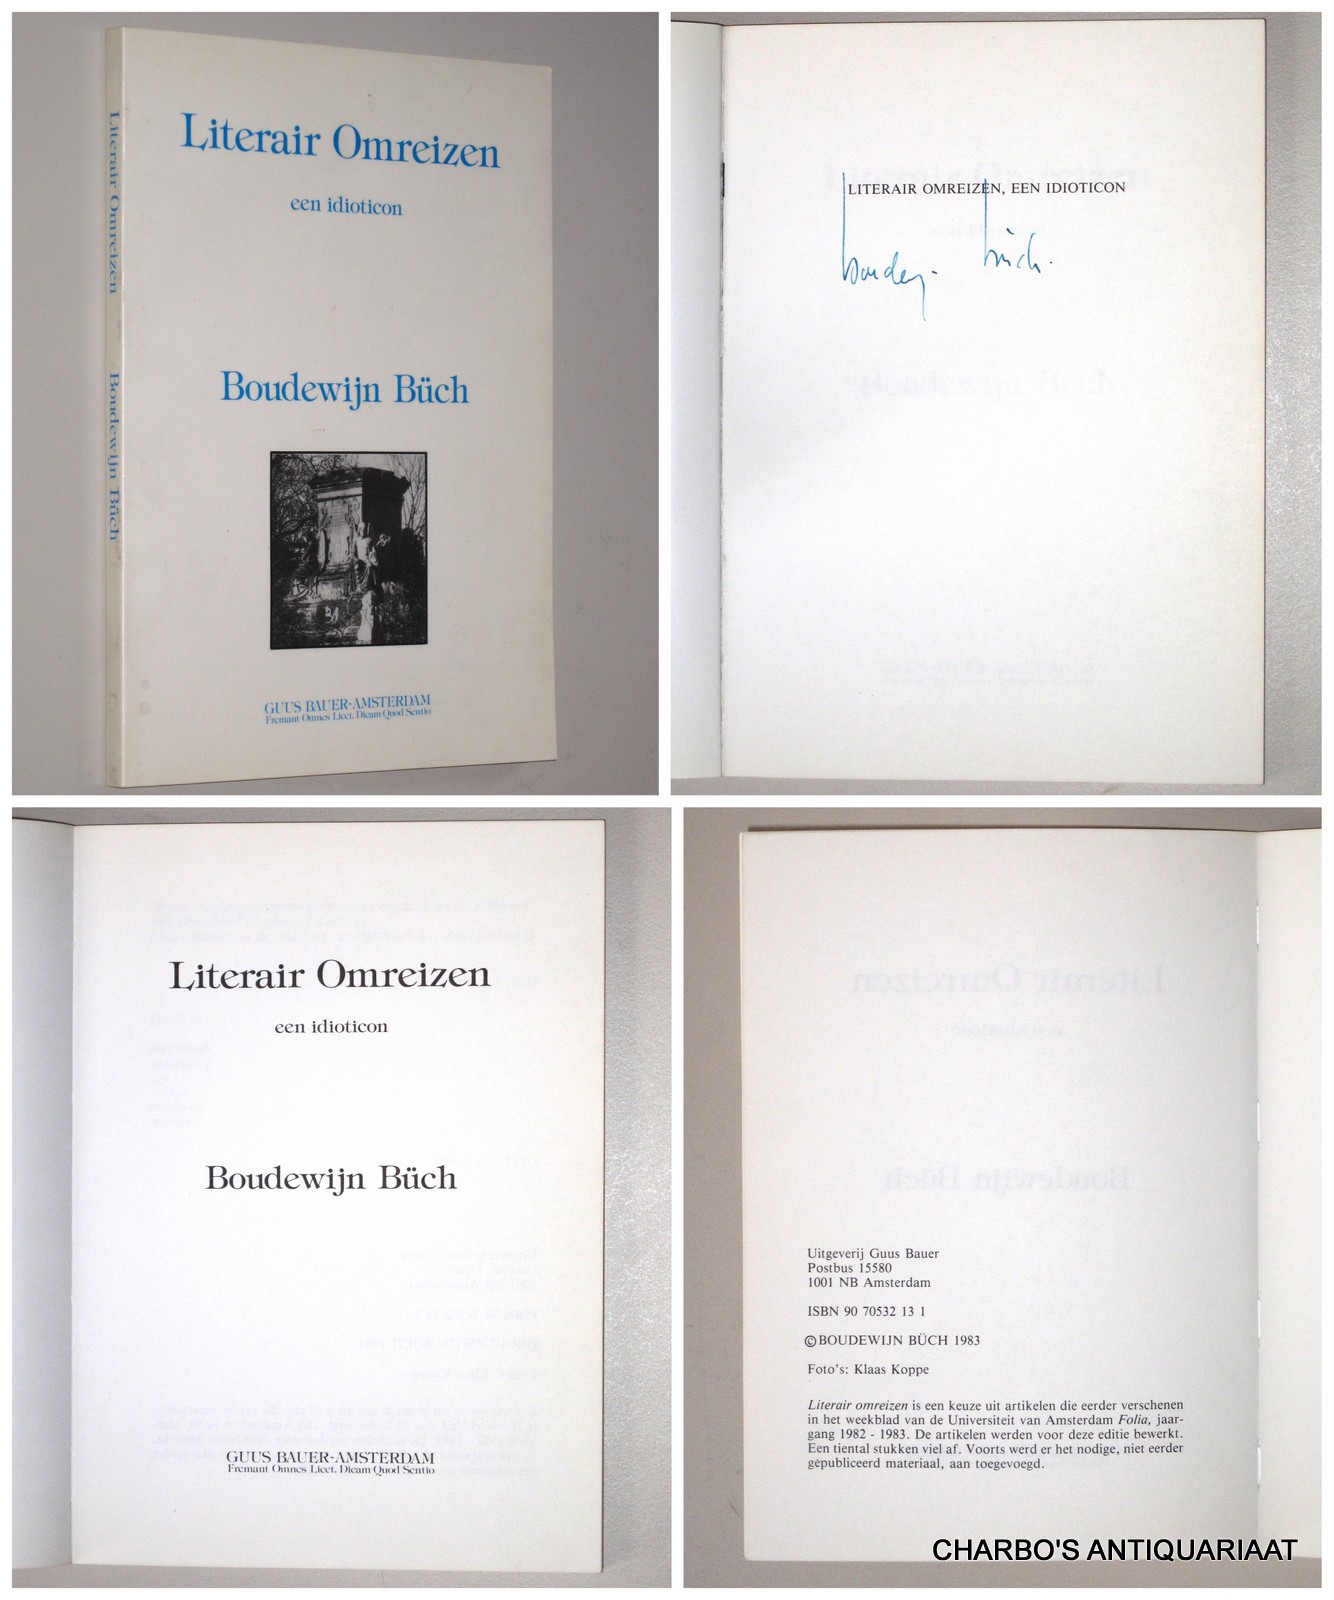 Literair Omreizen
een idioticon
Boudewijn Büch
GUUS BAUER-AMSTERDAM
Fremant Omnes Licet. Dicam Quod Sentio
Literair Omreizen Boudewijn Büch
LITERAIR OMREIZEN, EEN IDIOTICON
boudewijn büch.
Literair Omreizen
een idioticon
Boudewijn Büch
GUUS BAUER-AMSTERDAM
Fremant Omnes Licet. Dicam Quod Sentio
Uitgeverij Guus Bauer
Postbus 15580
1001 NB Amsterdam
ISBN 90 70532 13 1
© BOUDEWIJN BÜCH 1983
Foto's: Klaas Koppe
Literair omreizen is een keuze uit artikelen die eerder verschenen
in het weekblad van de Universiteit van Amsterdam Folia, jaar-
gang 1982 - 1983. De artikelen werden voor deze editie bewerkt.
Een tiental stukken viel af. Voorts werd er het nodige, niet eerder
gepubliceerd materiaal, aan toegevoegd.
CHARBO'S ANTIQUARIAAT